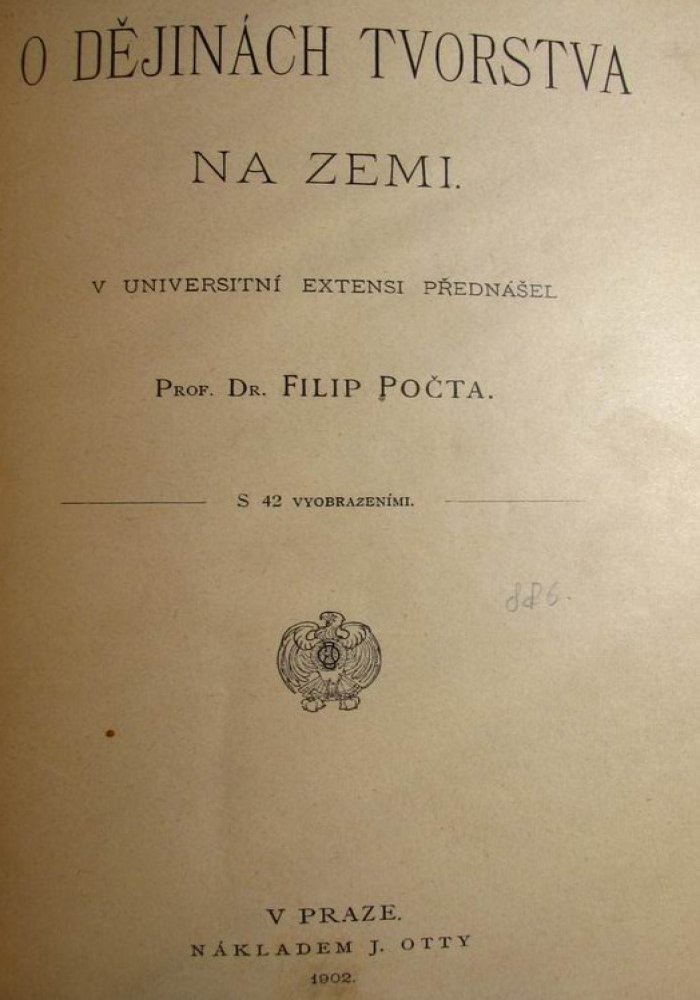 O DĚJINÁCH TVORSTVA
NA ZEMI.
V UNIVERSITNÍ EXTENSI PŘEDNÁŠEL
PROF. DR. FILIP POČTA.
S 42 VYOBRAZENÍMI.
V PRAZE.
NÁKLADEM J. OTTY
1902.